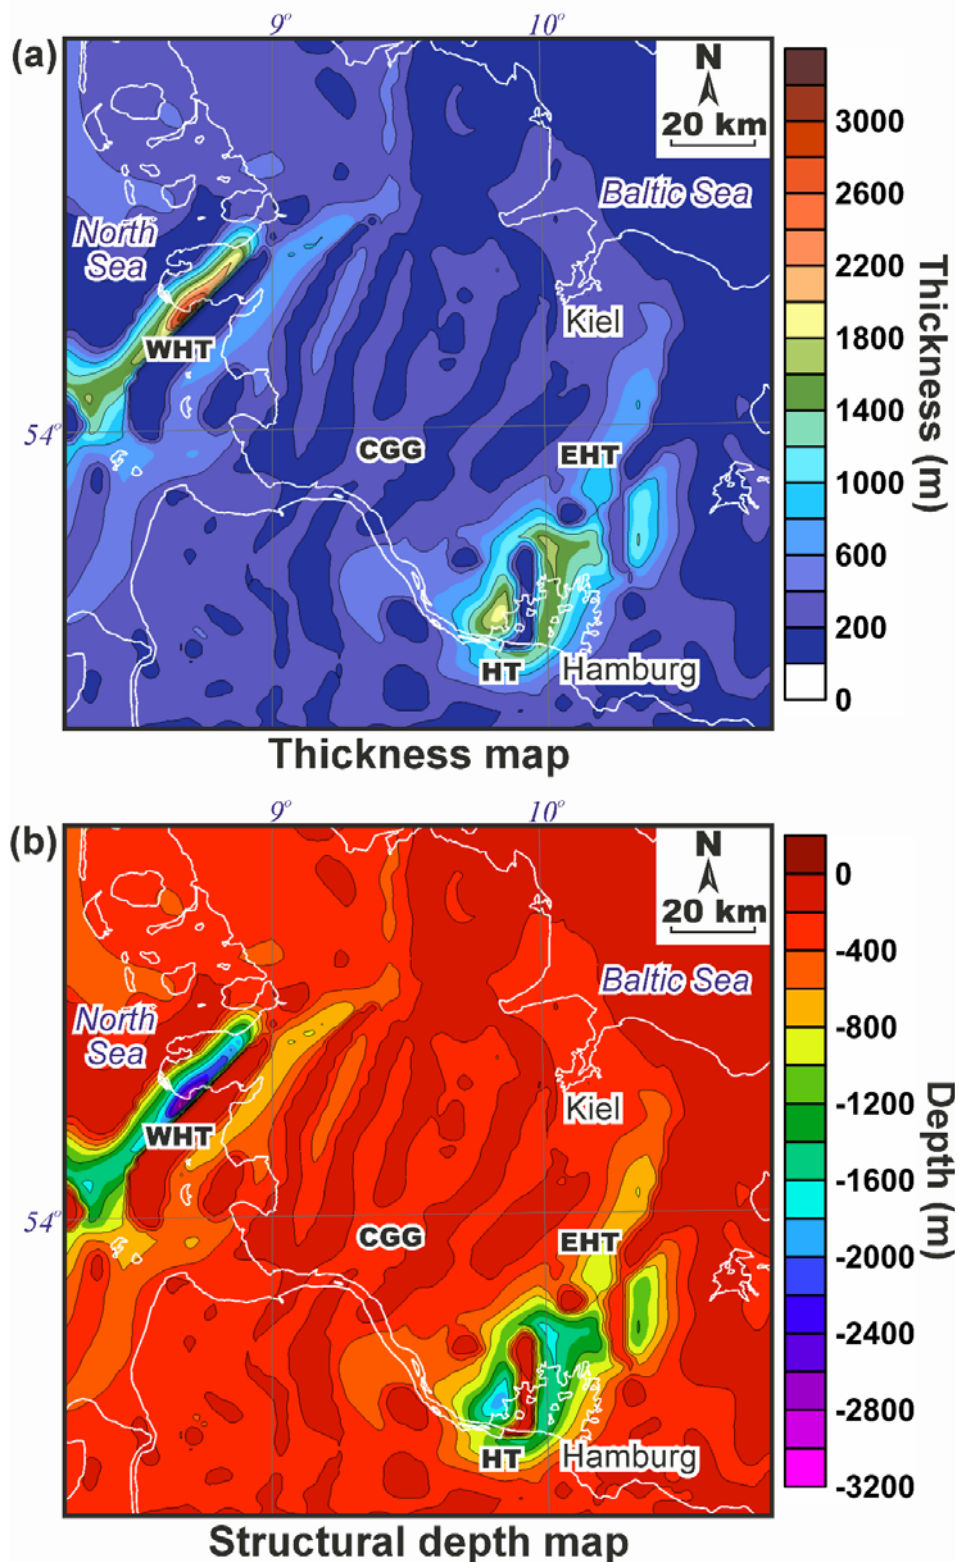 (a)
9°
10°
N
20 km
Baltic Sea
North
Sea
Kiel
WHT
54°
CGG
EHT
HT
Hamburg
3000
2600
2200
1800
1400
1000
600
200
0
Thickness (m)
Thickness map
(b)
9°
10°
N
20 km
Baltic Sea
North
Sea
Kiel
WHT
54°
CGG
EHT
HT
Hamburg
0
-400
-800
-1200
-1600
-2000
-2400
-2800
-3200
Depth (m)
Structural depth map